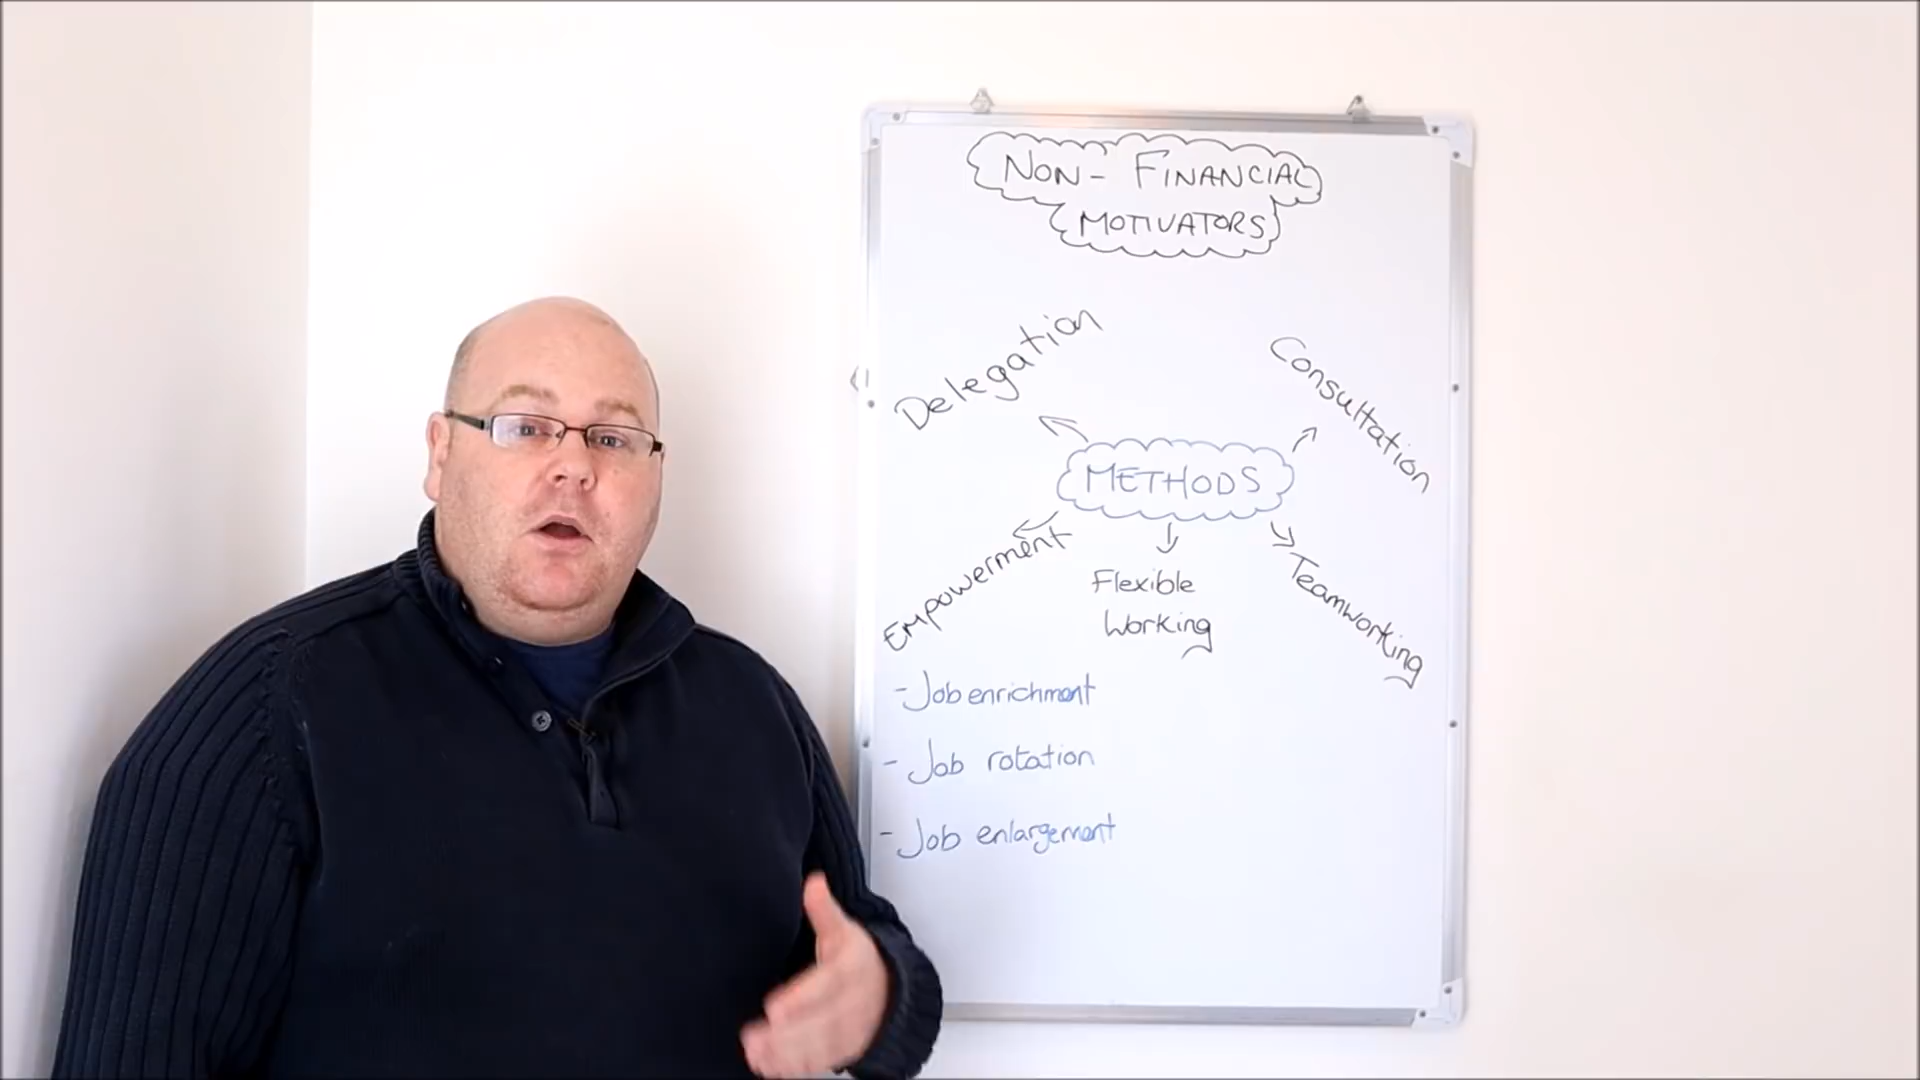 NON- FINANCIAL
MOTIVATORS
Delegation
Consultation
METHODS
Empowerment
Flexible
Working
Teamworking
- Job enrichment
- Job rotation
- Job enlargement